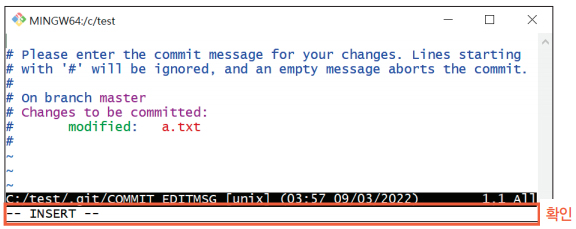 MINGW64:/c/test
# Please enter the commit message for your changes. Lines starting
# with '#' will be ignored, and an empty message aborts the commit.
#
# On branch master
# Changes to be committed:
#       modified:   a.txt
#
~
~
~
C:/test/.git/COMMIT_EDITMSG [unix] (03:57 09/03/2022) 1,1 All
-- INSERT -- 확인